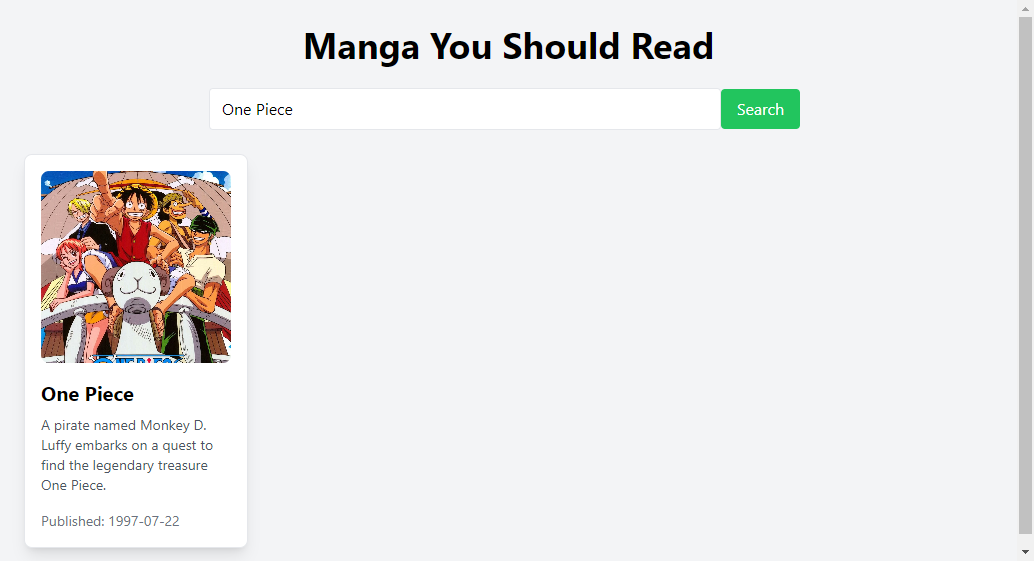 Manga You Should Read
One Piece
Search
One Piece
A pirate named Monkey D.
Luffy embarks on a quest to
find the legendary treasure
One Piece.
Published: 1997-07-22